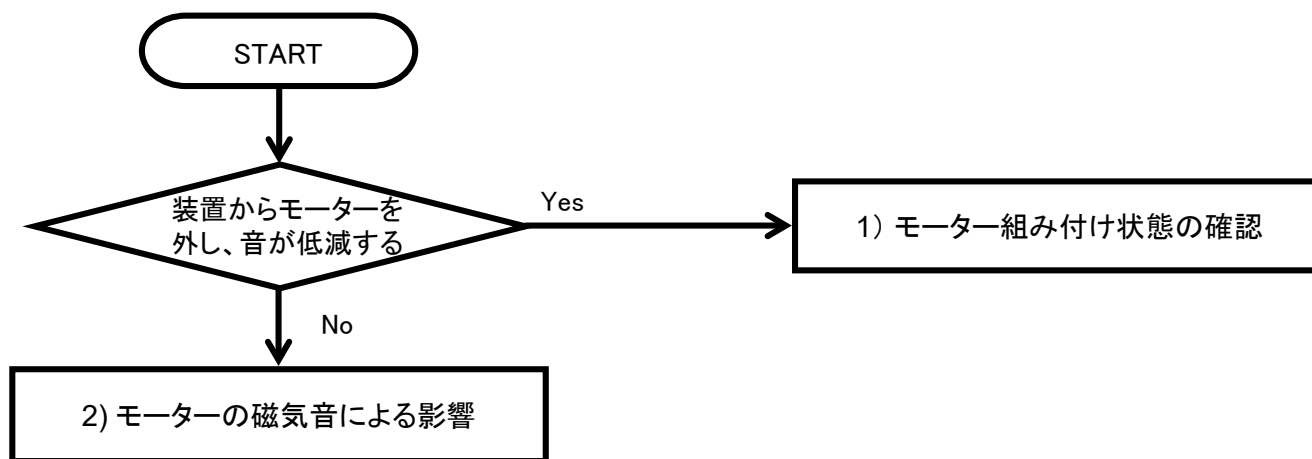 START
装置からモーターを
外し、音が低減する
Yes
1） モーター組み付け状態の確認
No
2) モーターの磁気音による影響